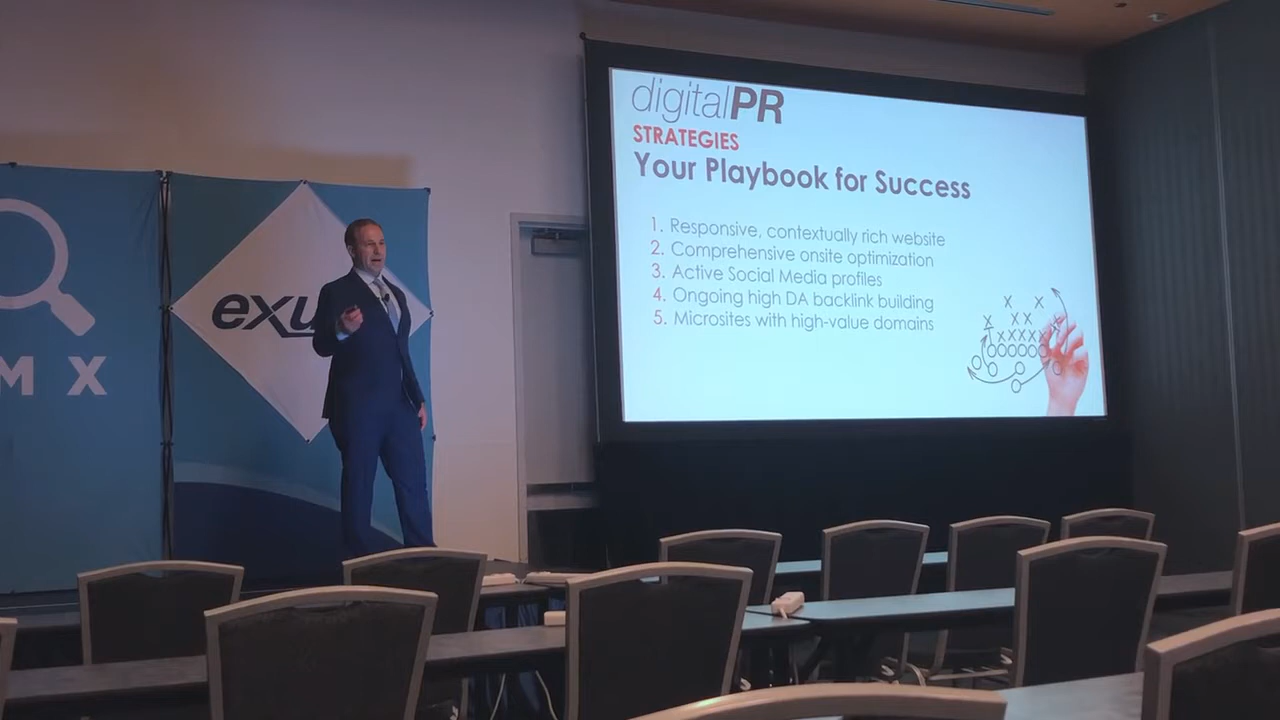 digitalPR
STRATEGIES
Your Playbook for Success
1. Responsive, contextually rich website
2. Comprehensive onsite optimization
3. Active Social Media profiles
4. Ongoing high DA backlink building
5. Microsites with high-value domains
exu
M X